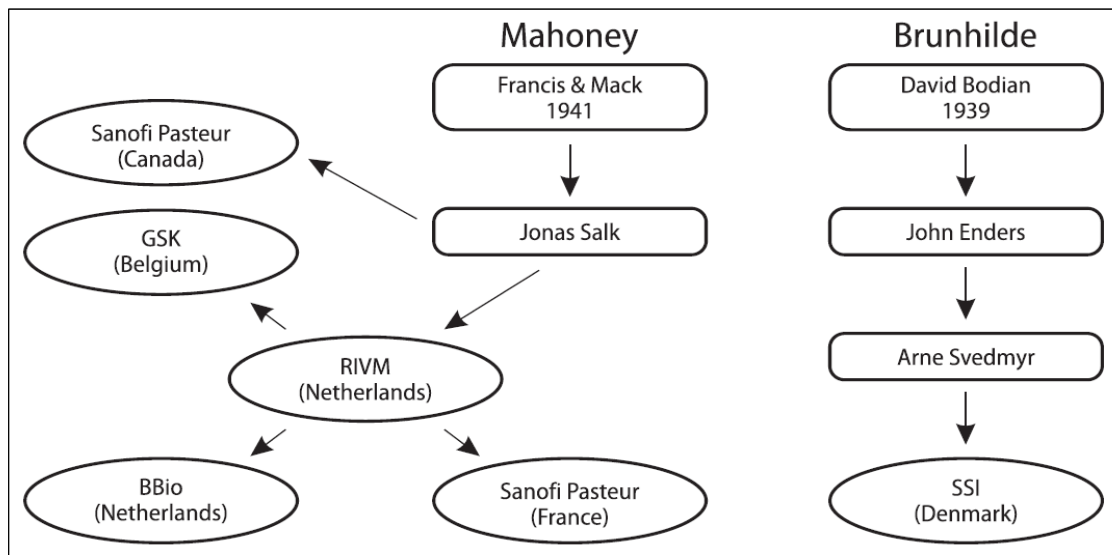 Mahoney
Brunhilde
Francis & Mack
1941
David Bodian
1939
Sanofi Pasteur
(Canada)
Jonas Salk
John Enders
GSK
(Belgium)
RIVM
(Netherlands)
Arne Svedmyr
BBio
(Netherlands)
Sanofi Pasteur
(France)
SSI
(Denmark)